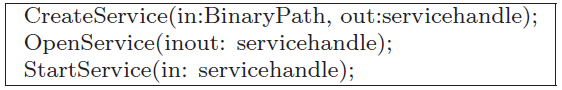 CreateService(in:BinaryPath, out:servicehandle);
OpenService(inout: servicehandle);
StartService(in: servicehandle);